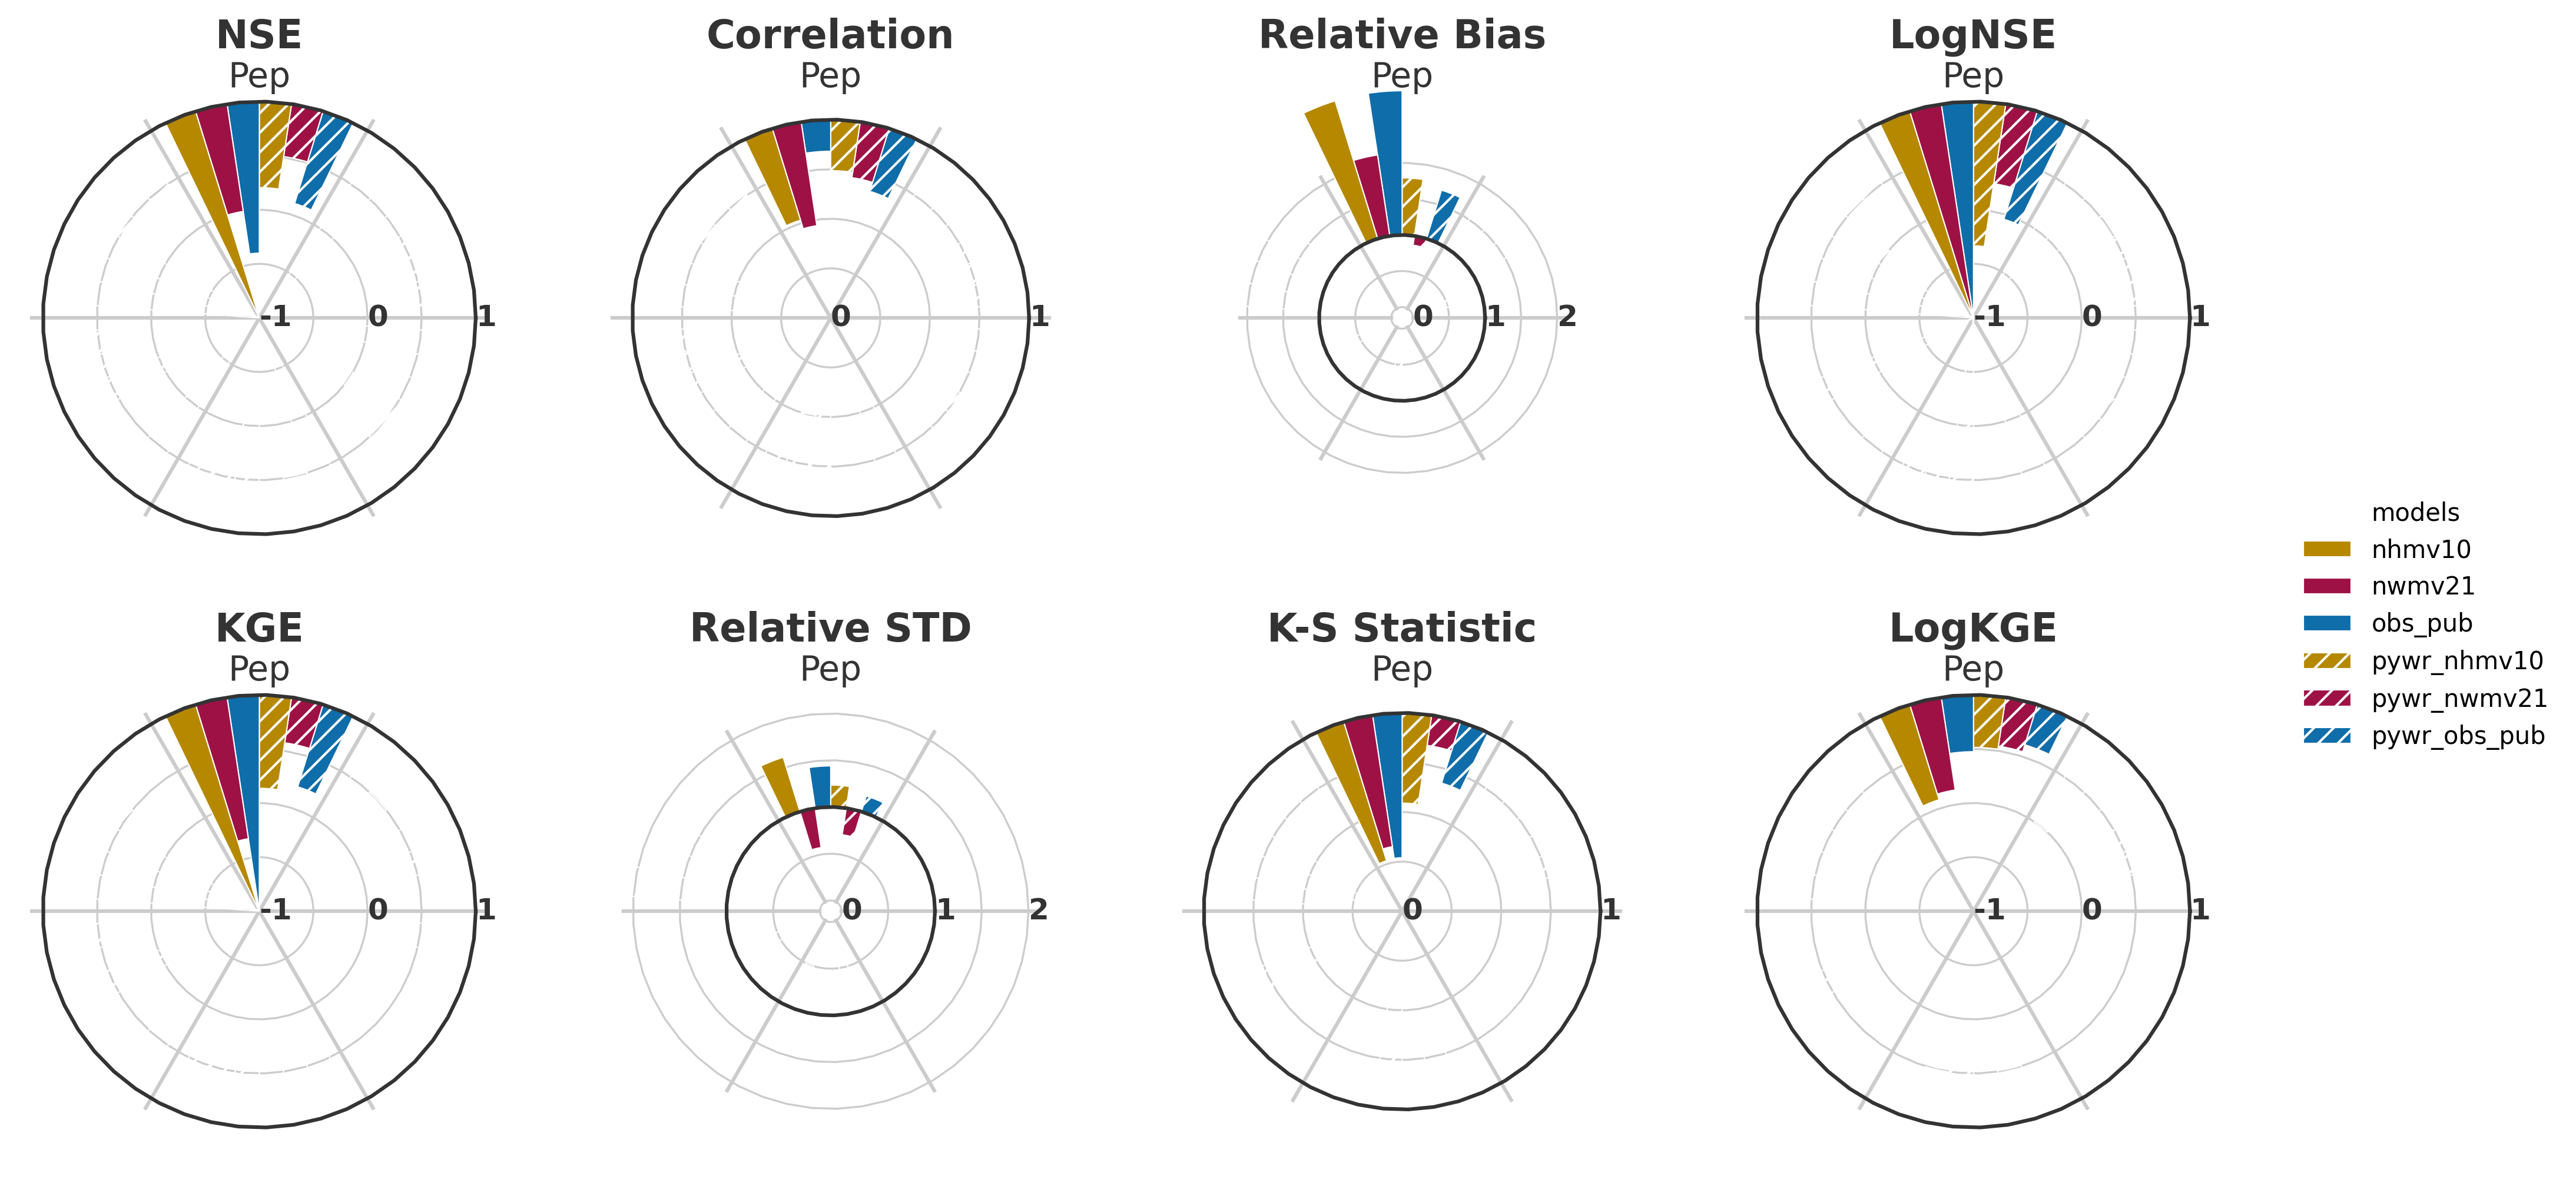 NSE
Pep
-1
0
1
Correlation
Pep
0
1
Relative Bias
Pep
0
1
2
LogNSE
Pep
-1
0
1
KGE
Pep
-1
0
1
Relative STD
Pep
0
1
2
K-S Statistic
Pep
0
1
LogKGE
Pep
-1
0
1
models
nhmv10
nwmv21
obs_pub
pywr_nhmv10
pywr_nwmv21
pywr_obs_pub